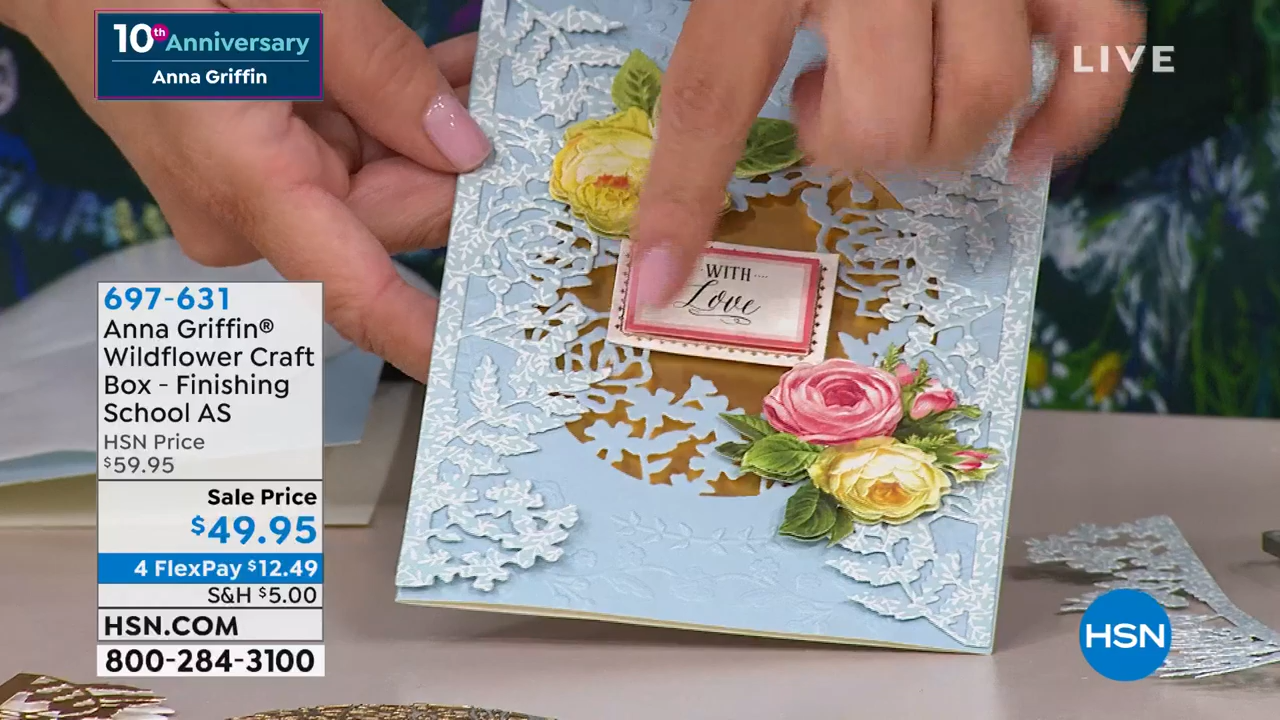 10th Anniversary
Anna Griffin
LIVE
697-631
Anna Griffin®
Wildflower Craft
Box - Finishing
School AS
HSN Price
$59.95
Sale Price
$49.95
4 FlexPay $12.49
S&H $5.00
HSN.COM
800-284-3100
WITH
Love
HSN